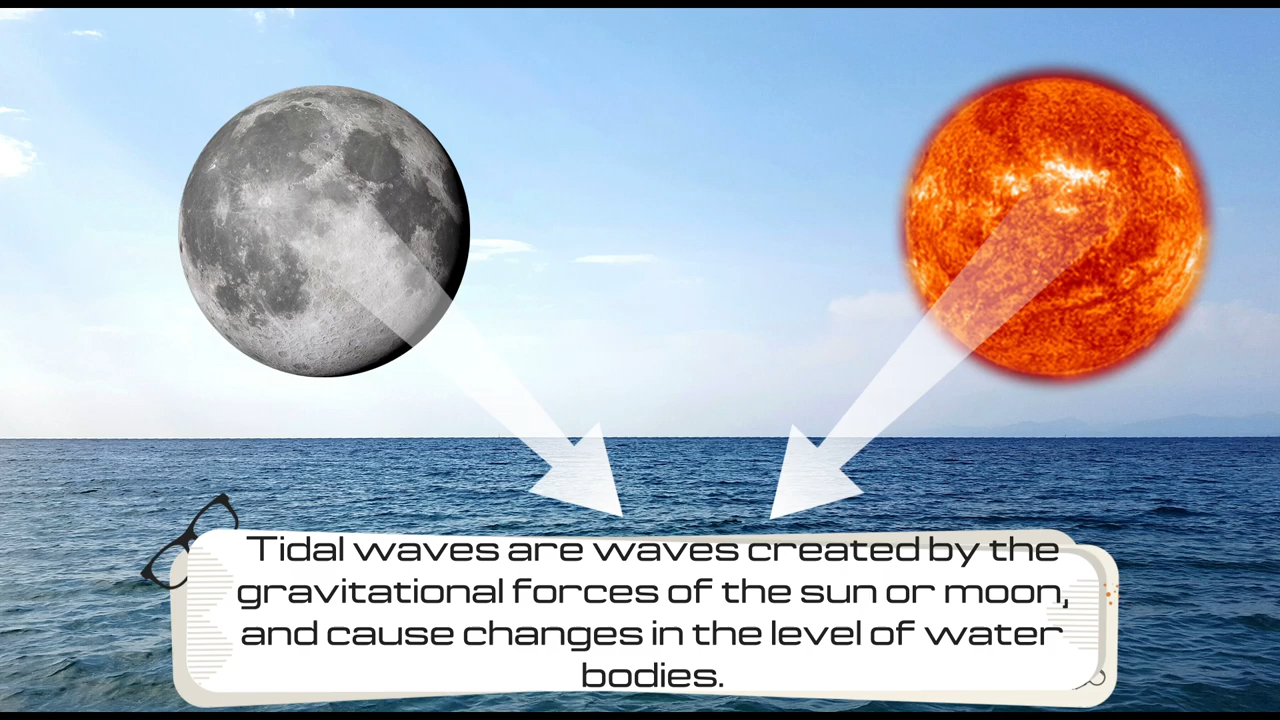 Tidal waves are waves created by the
gravitational forces of the sun or moon,
and cause changes in the level of water
bodies.